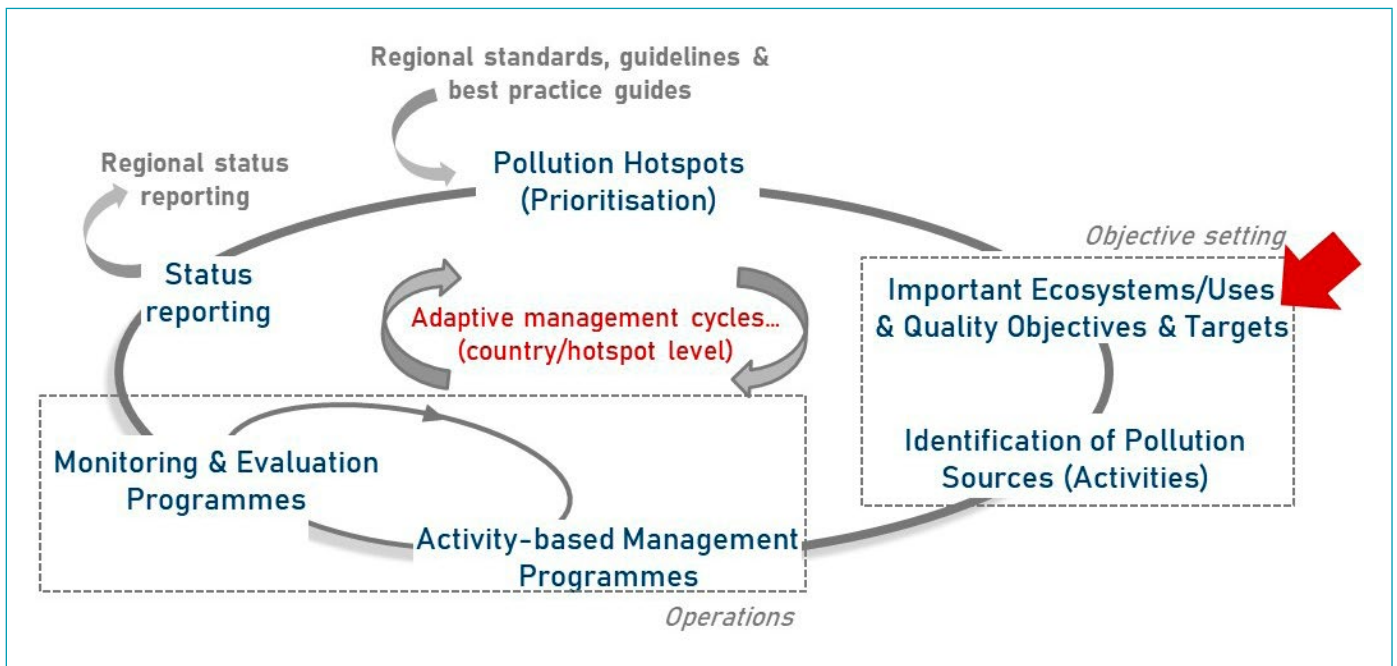 Regional standards, guidelines &
best practice guides
Regional status
reporting
Pollution Hotspots
(Prioritisation)
Objective setting
Status
reporting
Adaptive management cycles...
(country/hotspot level)
Important Ecosystems/Uses
& Quality Objectives & Targets
Identification of Pollution
Sources (Activities)
Monitoring & Evaluation
Programmes
Activity-based Management
Programmes
Operations